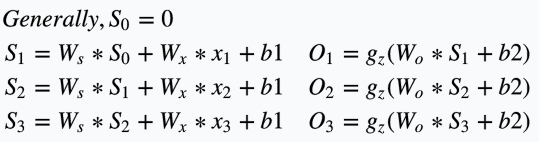 Generally, S₀ = 0
S₁ = Wₛ * S₀ + Wₓ * x₁ + b1 O₁ = g_z(Wₒ * S₁ + b2)
S₂ = Wₛ * S₁ + Wₓ * x₂ + b1 O₂ = g_z(Wₒ * S₂ + b2)
S₃ = Wₛ * S₂ + Wₓ * x₃ + b1 O₃ = g_z(Wₒ * S₃ + b2)